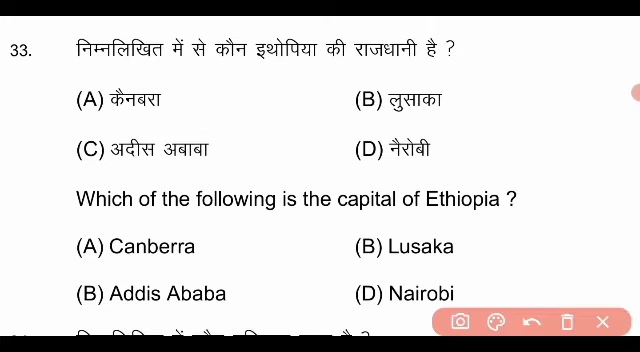 33. निम्नलिखित में से कौन इथोपिया की राजधानी है ?
(A) कैनबरा (B) लुसाका
(C) अदीस अबाबा (D) नैरोबी
Which of the following is the capital of Ethiopia ?
(A) Canberra (B) Lusaka
(B) Addis Ababa (D) Nairobi